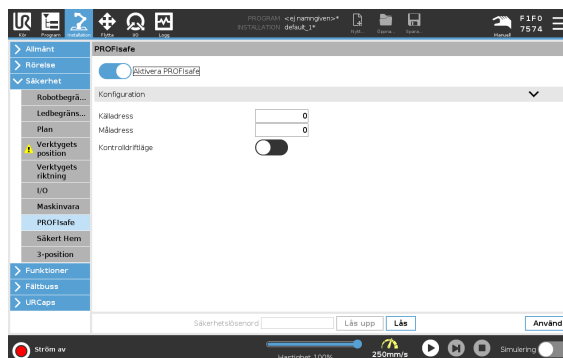 UR
PROGRAM <ej namngiven>*
INSTALLATION default_1*
F1F0
7574
Kör Program Installation Flytta I/O Logg Nytt... Öppna... Spara... Manuell
Allmänt
Rörelse
Säkerhet
Robotbegrä...
Ledbegräns...
Plan
Verktygets
position
Verktygets
riktning
I/O
Maskinvara
PROFIsafe
Säkert Hem
3-position
Funktioner
Fältbuss
URCaps
PROFIsafe
Aktivera PROFIsafe
Konfiguration
Källadress 0
Måladress 0
Kontrolldriftläge
Säkerhetslösenord Lås upp Lås Använd
Ström av
Hastighet 100%
250mm/s
Simulering